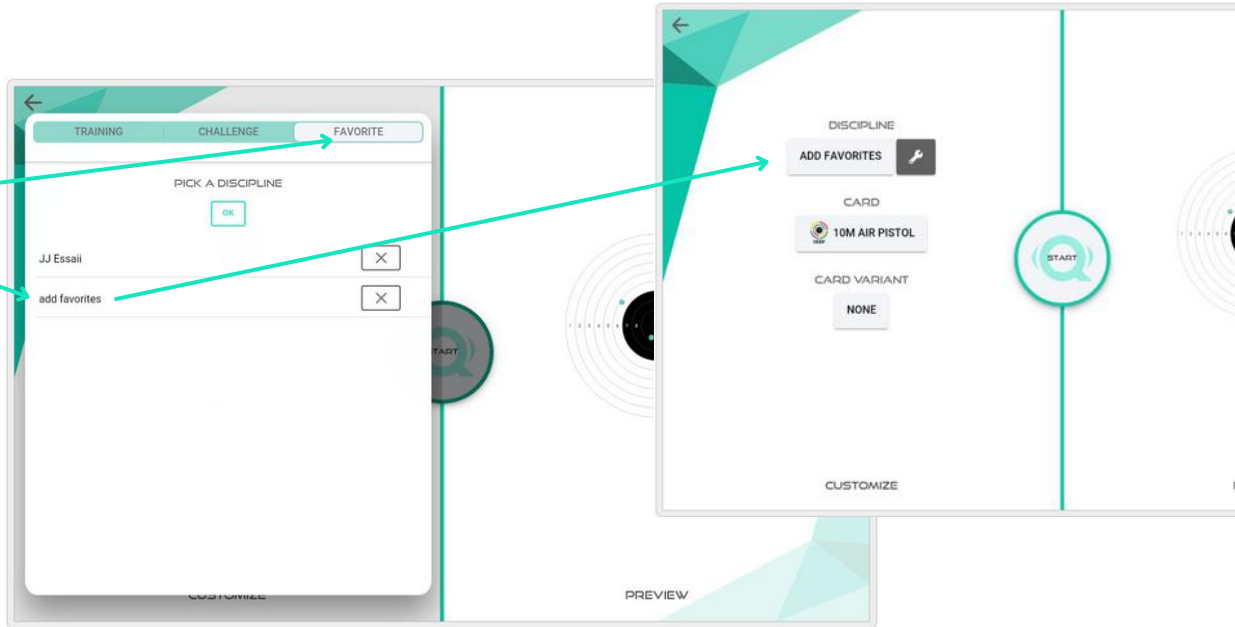 TRAINING
CHALLENGE
FAVORITE
PICK A DISCIPLINE
OK
JJ Essaii
add favorites
START
CUSTOMIZE
PREVIEW
DISCIPLINE
ADD FAVORITES
CARD
10M AIR PISTOL
CARD VARIANT
NONE
START
CUSTOMIZE